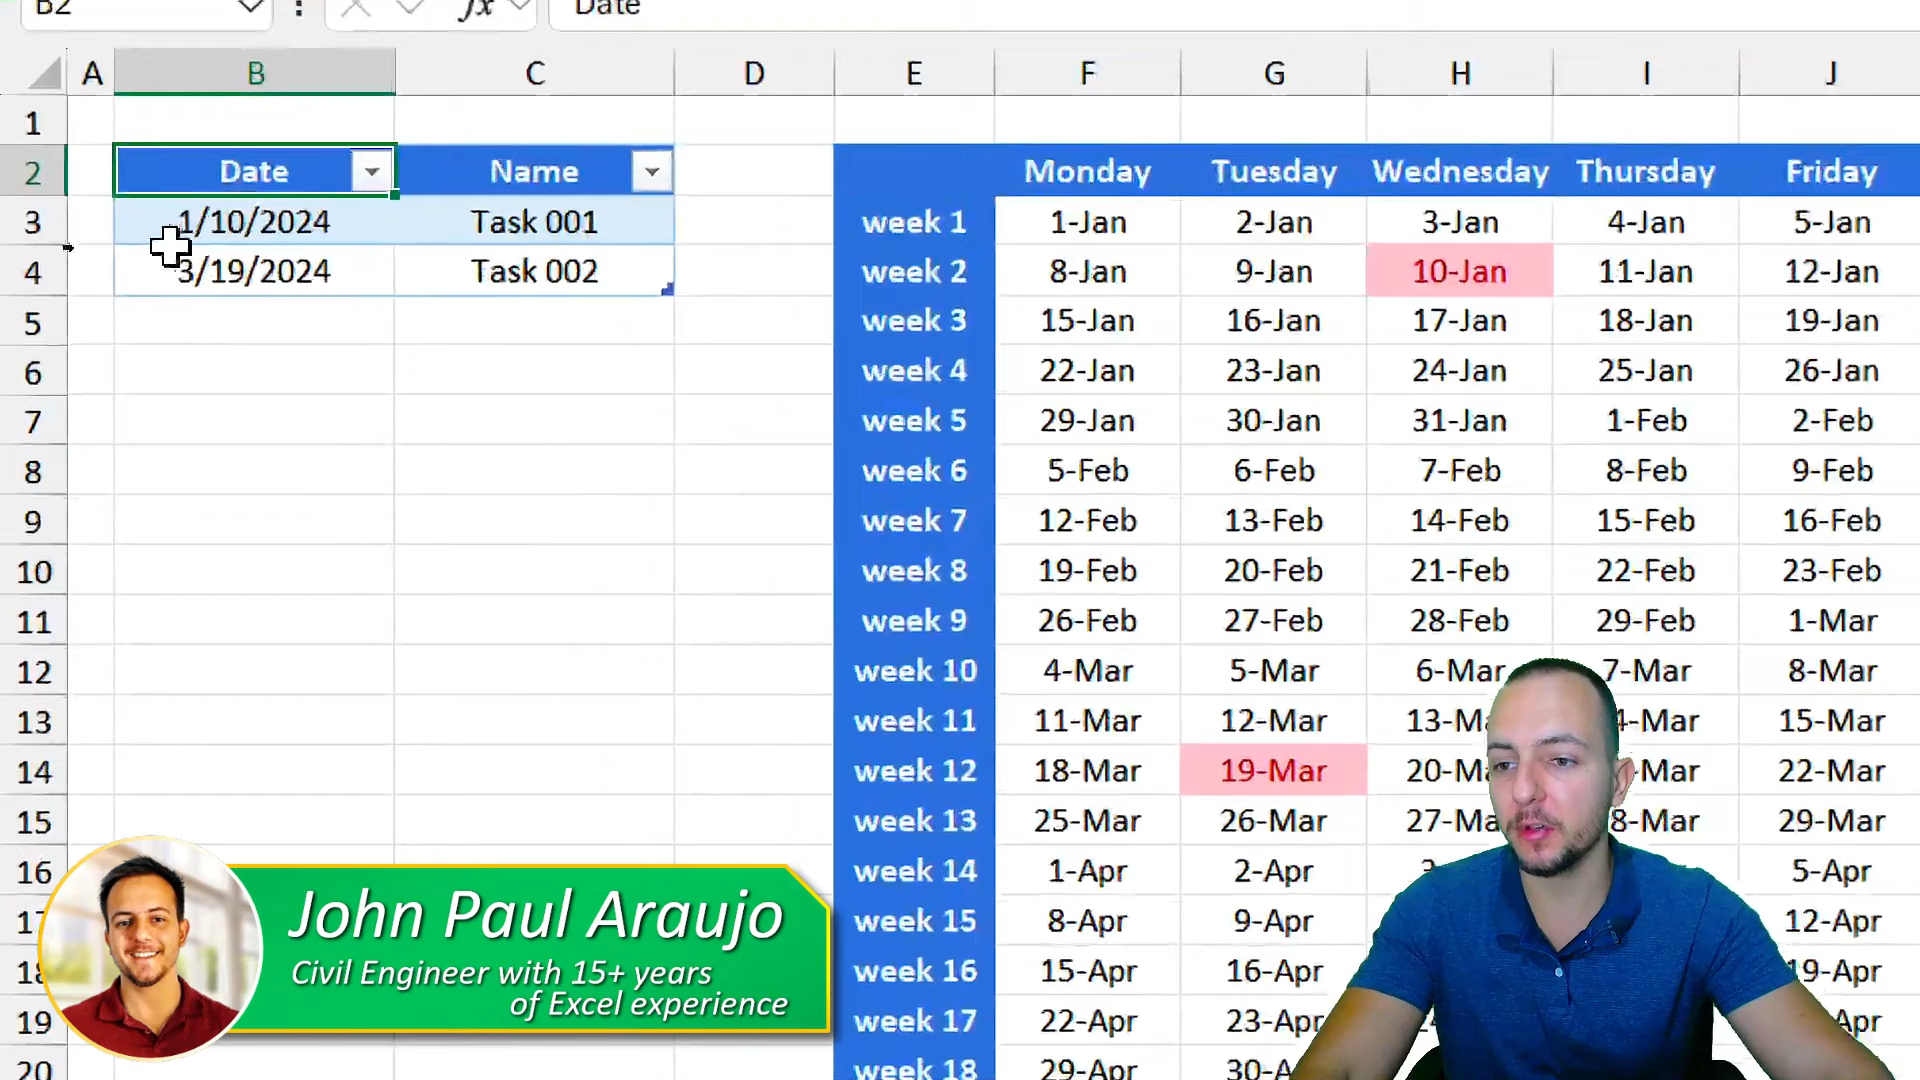 B2 fx Date
A B C D E F G H I J
1
2 Date Name Monday Tuesday Wednesday Thursday Friday
3 1/10/2024 Task 001 week 1 1-Jan 2-Jan 3-Jan 4-Jan 5-Jan
4 3/19/2024 Task 002 week 2 8-Jan 9-Jan 10-Jan 11-Jan 12-Jan
5 week 3 15-Jan 16-Jan 17-Jan 18-Jan 19-Jan
6 week 4 22-Jan 23-Jan 24-Jan 25-Jan 26-Jan
7 week 5 29-Jan 30-Jan 31-Jan 1-Feb 2-Feb
8 week 6 5-Feb 6-Feb 7-Feb 8-Feb 9-Feb
9 week 7 12-Feb 13-Feb 14-Feb 15-Feb 16-Feb
10 week 8 19-Feb 20-Feb 21-Feb 22-Feb 23-Feb
11 week 9 26-Feb 27-Feb 28-Feb 29-Feb 1-Mar
12 week 10 4-Mar 5-Mar 6-Mar 7-Mar 8-Mar
13 week 11 11-Mar 12-Mar 13-Ma 4-Mar 15-Mar
14 week 12 18-Mar 19-Mar 20-M -Mar 22-Mar
15 week 13 25-Mar 26-Mar 27-Ma 8-Mar 29-Mar
16 week 14 1-Apr 2-Apr 5-Apr
17 week 15 8-Apr 9-Apr 12-Apr
18 week 16 15-Apr 16-Apr 19-Apr
19 week 17 22-Apr 23-Apr Apr
20 week 18 29-Apr 30-A
John Paul Araujo
Civil Engineer with 15+ years
of Excel experience